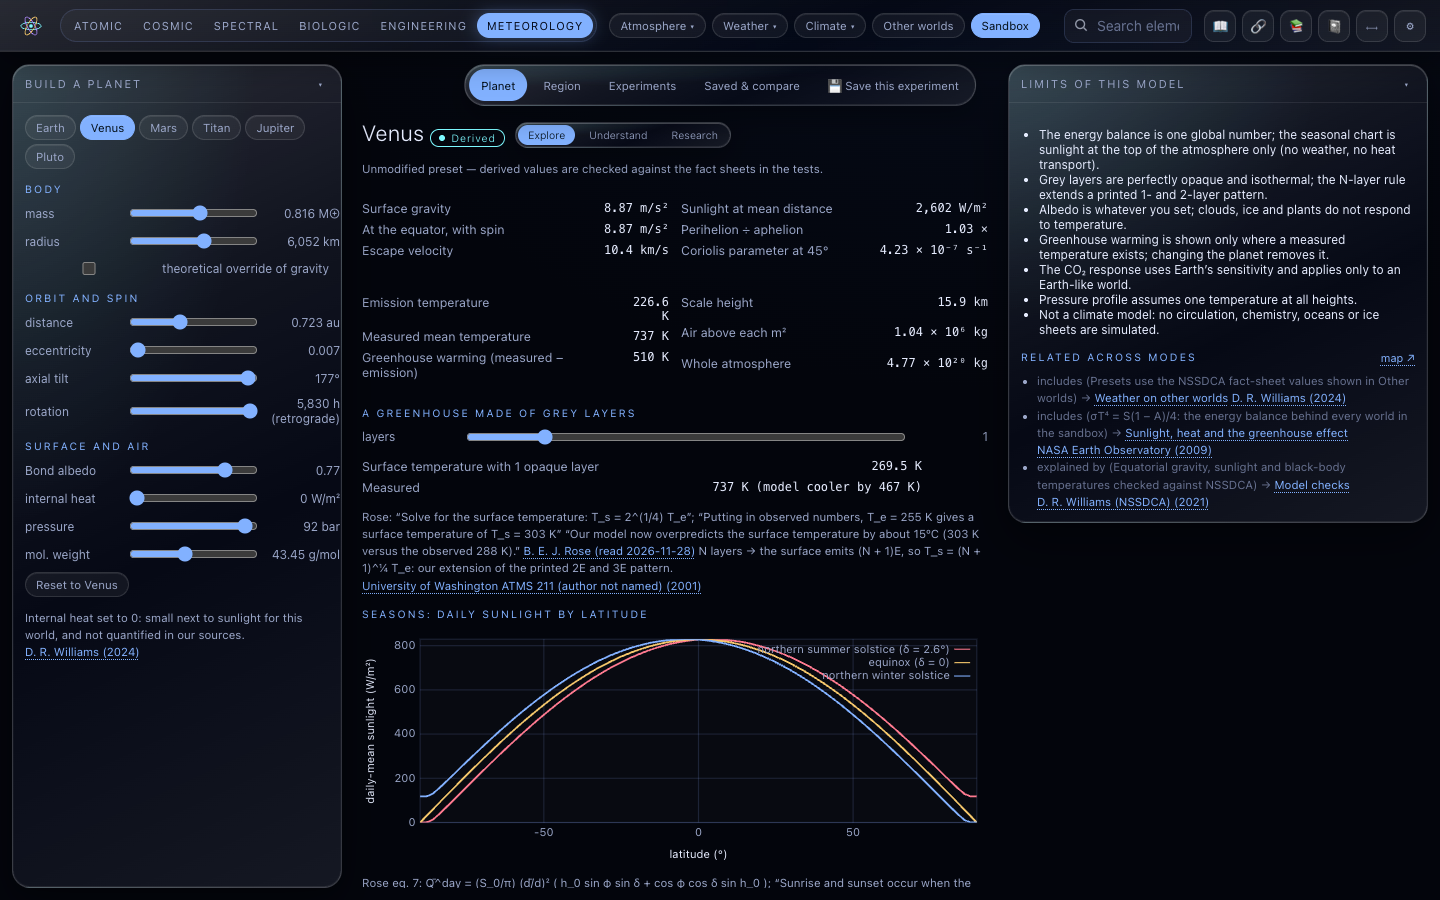 ATOMIC COSMIC SPECTRAL BIOLOGIC ENGINEERING METEOROLOGY Atmosphere ▾ Weather ▾ Climate ▾ Other worlds Sandbox Search eleme
BUILD A PLANET
Earth Venus Mars Titan Jupiter
Pluto
BODY
mass 0.816 M⊕
radius 6,052 km
theoretical override of gravity
ORBIT AND SPIN
distance 0.723 au
eccentricity 0.007
axial tilt 177°
rotation 5,830 h
(retrograde)
SURFACE AND AIR
Bond albedo 0.77
internal heat 0 W/m²
pressure 92 bar
mol. weight 43.45 g/mol
Reset to Venus
Internal heat set to 0: small next to sunlight for this
world, and not quantified in our sources.
D. R. Williams (2024)
Planet Region Experiments Saved & compare 💾 Save this experiment
Venus Derived Explore Understand Research
Unmodified preset — derived values are checked against the fact sheets in the tests.
Surface gravity 8.87 m/s² Sunlight at mean distance 2,602 W/m²
At the equator, with spin 8.87 m/s² Perihelion ÷ aphelion 1.03 ×
Escape velocity 10.4 km/s Coriolis parameter at 45° 4.23 × 10⁻⁷ s⁻¹
Emission temperature 226.6 K Scale height 15.9 km
Measured mean temperature 737 K Air above each m² 1.04 × 10⁶ kg
Greenhouse warming (measured − 510 K Whole atmosphere 4.77 × 10²⁰ kg
emission)
A GREENHOUSE MADE OF GREY LAYERS
layers 1
Surface temperature with 1 opaque layer 269.5 K
Measured 737 K (model cooler by 467 K)
Rose: “Solve for the surface temperature: T_s = 2^(1/4) T_e”; “Putting in observed numbers, T_e = 255 K gives a
surface temperature of T_s = 303 K” “Our model now overpredicts the surface temperature by about 15°C (303 K
versus the observed 288 K).” B. E. J. Rose (read 2026-11-28) N layers → the surface emits (N + 1)E, so T_s = (N +
1)^¼ T_e: our extension of the printed 2E and 3E pattern.
University of Washington ATMS 211 (author not named) (2001)
SEASONS: DAILY SUNLIGHT BY LATITUDE
northern summer solstice (δ = 2.6°)
equinox (δ = 0)
northern winter solstice
800
600
400
200
0
daily-mean sunlight (W/m²)
-50 0 50
latitude (°)
Rose eq. 7: Q̅^day = (S_0/π) (d̅/d)² ( h_0 sin φ sin δ + cos φ cos δ sin h_0 ); “Sunrise and sunset occur when the
LIMITS OF THIS MODEL
The energy balance is one global number; the seasonal chart is
sunlight at the top of the atmosphere only (no weather, no heat
transport).
Grey layers are perfectly opaque and isothermal; the N-layer rule
extends a printed 1- and 2-layer pattern.
Albedo is whatever you set; clouds, ice and plants do not respond
to temperature.
Greenhouse warming is shown only where a measured
temperature exists; changing the planet removes it.
The CO₂ response uses Earth’s sensitivity and applies only to an
Earth-like world.
Pressure profile assumes one temperature at all heights.
Not a climate model: no circulation, chemistry, oceans or ice
sheets are simulated.
RELATED ACROSS MODES map ↗
includes (Presets use the NSSDCA fact-sheet values shown in Other
worlds) → Weather on other worlds D. R. Williams (2024)
includes (σT⁴ = S(1 − A)/4: the energy balance behind every world in
the sandbox) → Sunlight, heat and the greenhouse effect
NASA Earth Observatory (2009)
explained by (Equatorial gravity, sunlight and black-body
temperatures checked against NSSDCA) → Model checks
D. R. Williams (NSSDCA) (2021)